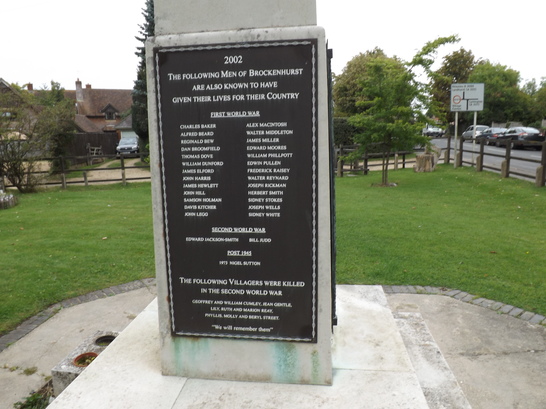 2002
THE FOLLOWING MEN OF BROCKENHURST
ARE ALSO KNOWN TO HAVE
GIVEN THEIR LIVES FOR THEIR COUNTRY
FIRST WORLD WAR
CHARLES BAKER
ALFRED BEARD
REGINALD BEW
DAN BROOMFIELD
THOMAS DOVE
WILLIAM DUNFORD
JAMES ELFORD
JOHN HARRIS
JAMES HEWLETT
JOHN HILL
SAMSON HOLMAN
DAVIS KITCHER
JOHN LEGG
ALEX MACINTOSH
WALTER MIDDLETON
JAMES MILLER
EDWARD MOORES
WILLIAM PHILLPOTT
EDWIN PULLEN
FREDERICK RAISEY
WALTER REYNARD
JOSEPH RICKMAN
HERBERT SMITH
SIDNEY STOKES
JOSEPH WELLS
SIDNEY WHITE
SECOND WORLD WAR
EDWARD JACKSON-SMITH BILL JUDD
POST 1945
1973 NIGEL BUTTON
THE FOLLOWING VILLAGERS WERE KILLED
IN THE SECOND WORLD WAR
GEOFFREY AND WILLIAM CUMLEY, JEAN GENTLE,
LILY, RUTH AND MARION REAY,
PHYLLIS, MOLLY AND BERYL STREET
"We will remember them"